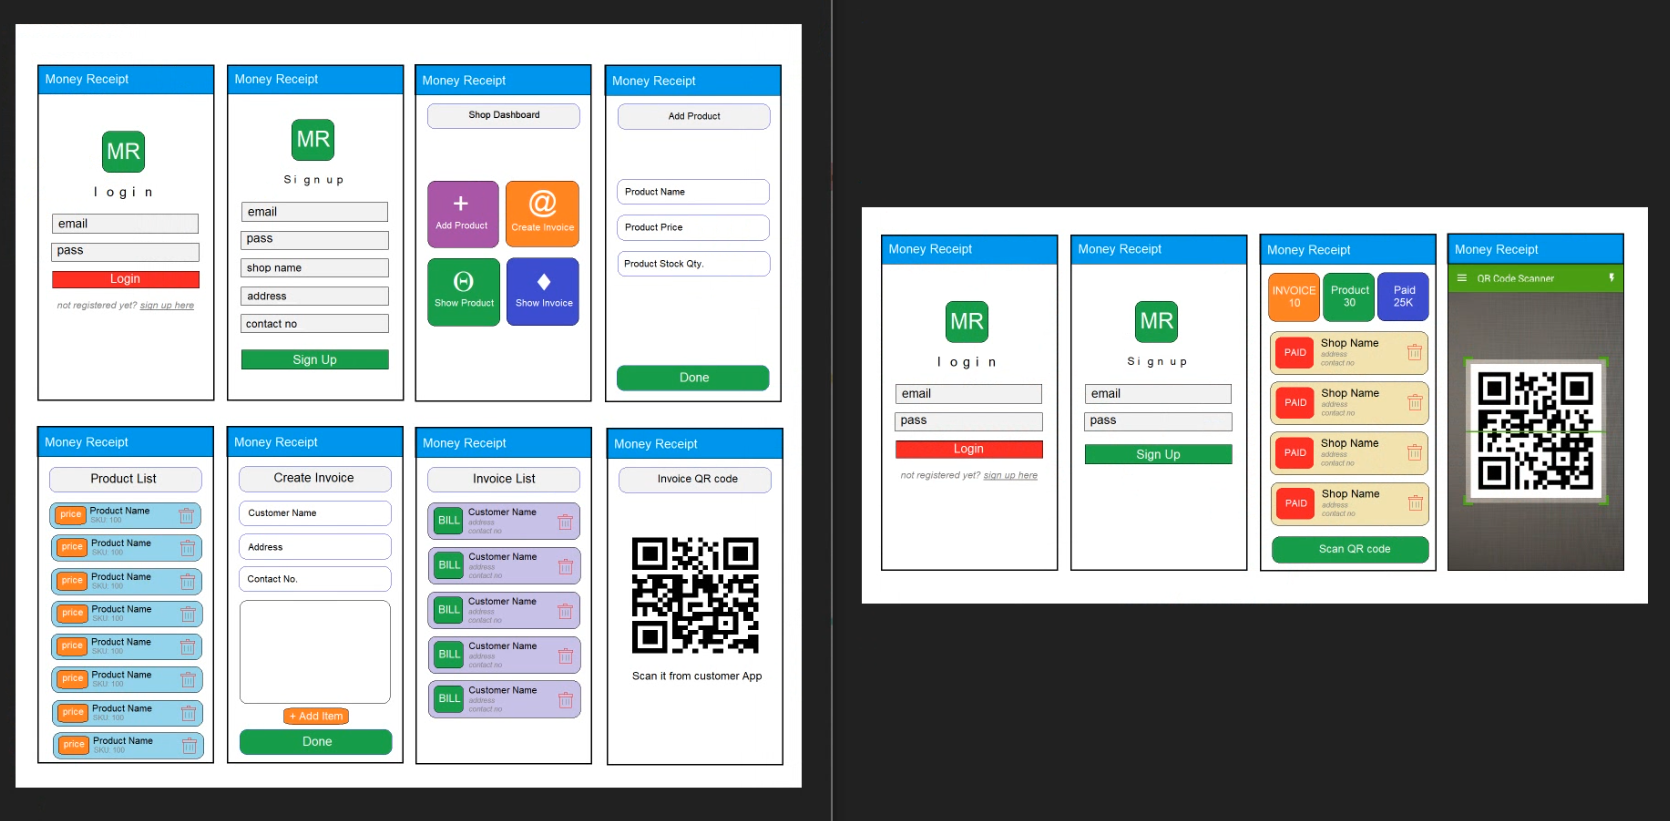 Money Receipt
MR
login
email
pass
Login
not registered yet? sign up here
Money Receipt
MR
Signup
email
pass
shop name
address
contact no
Sign Up
Money Receipt
Shop Dashboard
+
Add Product
@
Create Invoice
Show Product
Show Invoice
Money Receipt
Add Product
Product Name
Product Price
Product Stock Qty.
Done
Money Receipt
Product List
price
Product Name
SKU: 100
price
Product Name
SKU: 100
price
Product Name
SKU: 100
price
Product Name
SKU: 100
price
Product Name
SKU: 100
price
Product Name
SKU: 100
price
Product Name
SKU: 100
price
Product Name
SKU: 100
Money Receipt
Create Invoice
Customer Name
Address
Contact No.
+ Add Item
Done
Money Receipt
Invoice List
BILL
Customer Name
address
contact no
BILL
Customer Name
address
contact no
BILL
Customer Name
address
contact no
BILL
Customer Name
address
contact no
BILL
Customer Name
address
contact no
Money Receipt
Invoice QR code
Scan it from customer App
Money Receipt
MR
login
email
pass
Login
not registered yet? sign up here
Money Receipt
MR
Signup
email
pass
Sign Up
Money Receipt
INVOICE
10
Product
30
Paid
25K
PAID
Shop Name
address
contact no
PAID
Shop Name
address
contact no
PAID
Shop Name
address
contact no
PAID
Shop Name
address
contact no
Scan QR code
Money Receipt
QR Code Scanner